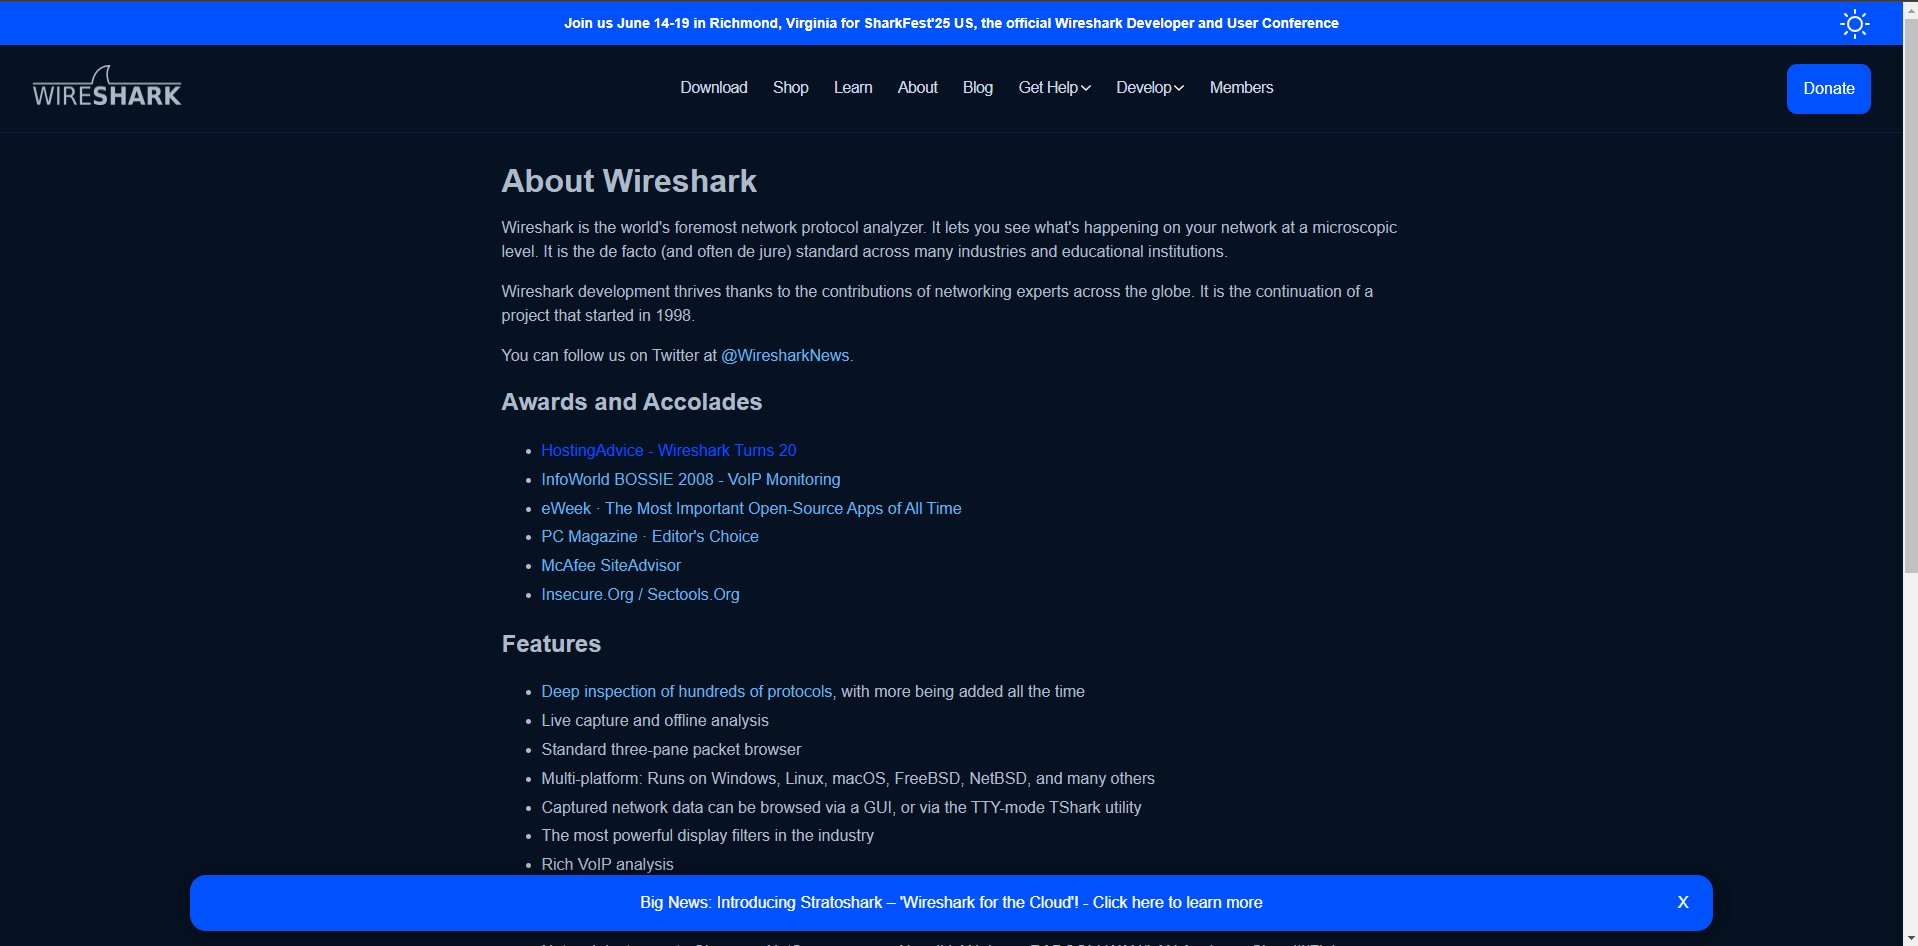 Join us June 14-19 in Richmond, Virginia for SharkFest'25 US, the official Wireshark Developer and User Conference
WIRESHARK
Download Shop Learn About Blog Get Help Develop Members
Donate
About Wireshark
Wireshark is the world's foremost network protocol analyzer. It lets you see what's happening on your network at a microscopic
level. It is the de facto (and often de jure) standard across many industries and educational institutions.
Wireshark development thrives thanks to the contributions of networking experts across the globe. It is the continuation of a
project that started in 1998.
You can follow us on Twitter at @WiresharkNews.
Awards and Accolades
• HostingAdvice - Wireshark Turns 20
• InfoWorld BOSSIE 2008 - VoIP Monitoring
• eWeek · The Most Important Open-Source Apps of All Time
• PC Magazine · Editor's Choice
• McAfee SiteAdvisor
• Insecure.Org / Sectools.Org
Features
• Deep inspection of hundreds of protocols, with more being added all the time
• Live capture and offline analysis
• Standard three-pane packet browser
• Multi-platform: Runs on Windows, Linux, macOS, FreeBSD, NetBSD, and many others
• Captured network data can be browsed via a GUI, or via the TTY-mode TShark utility
• The most powerful display filters in the industry
• Rich VoIP analysis
Big News: Introducing Stratoshark – 'Wireshark for the Cloud'! - Click here to learn more
X